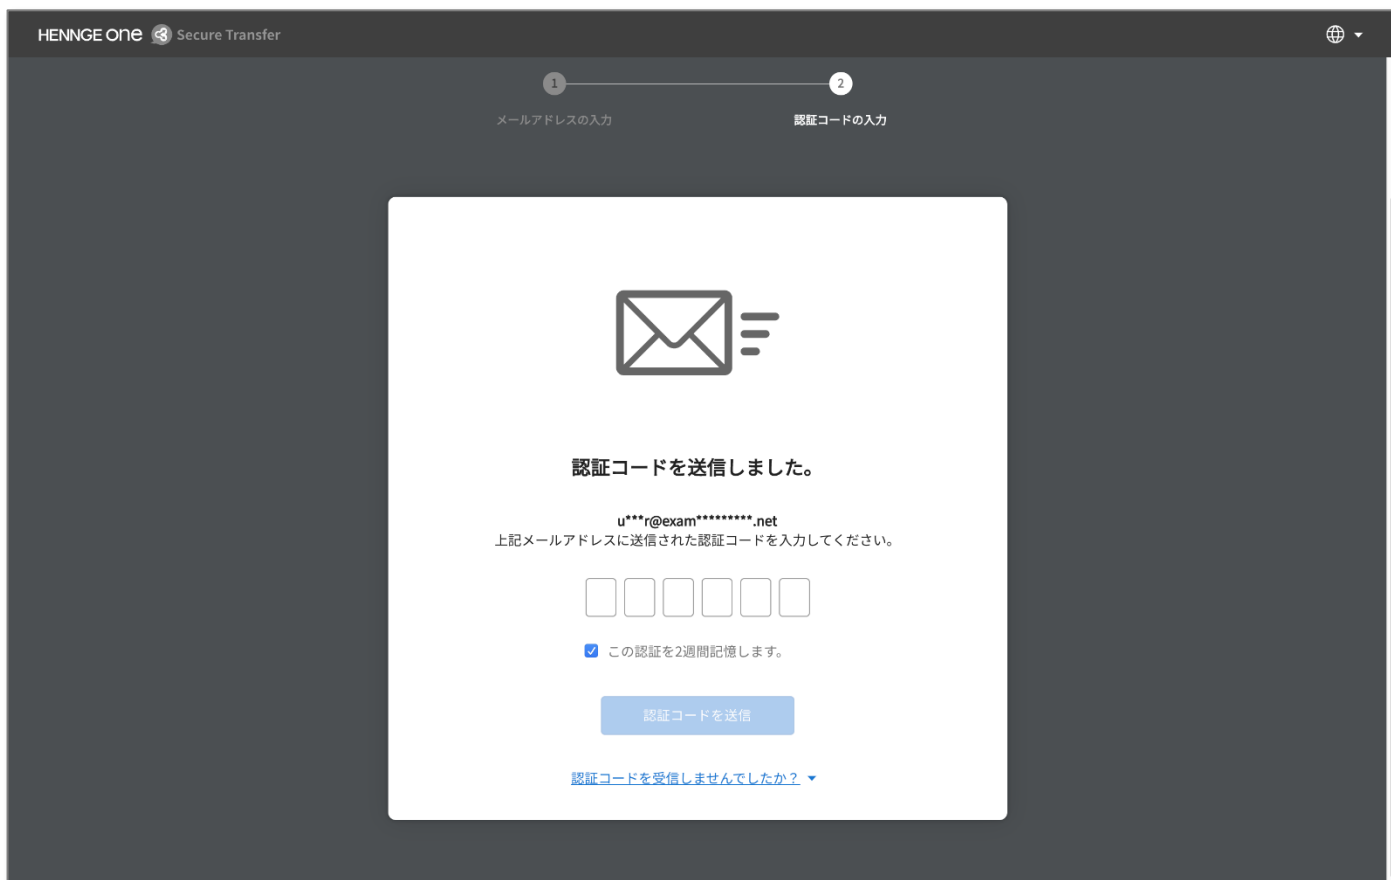 HENNGE one Secure Transfer
1
2
メールアドレスの入力
認証コードの入力
認証コードを送信しました。
u***r@exam*********.net
上記メールアドレスに送信された認証コードを入力してください。
この認証を2週間記憶します。
認証コードを送信
認証コードを受信しませんでしたか？